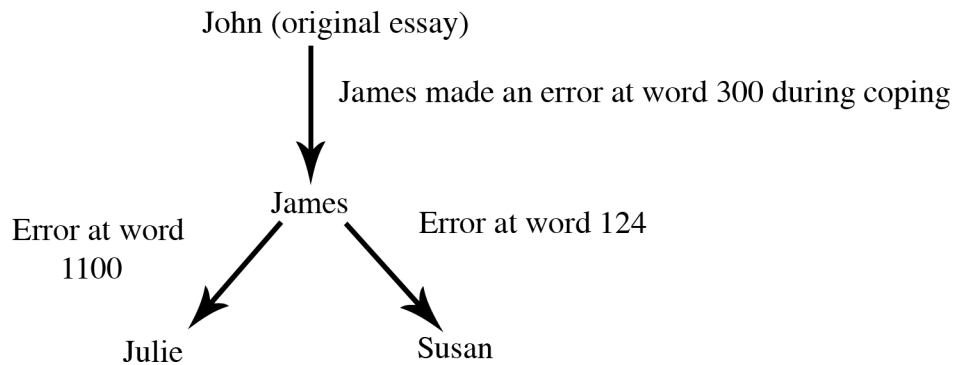 John (original essay)
James made an error at word 300 during coping
James
Error at word 124
Error at word
1100
Julie
Susan